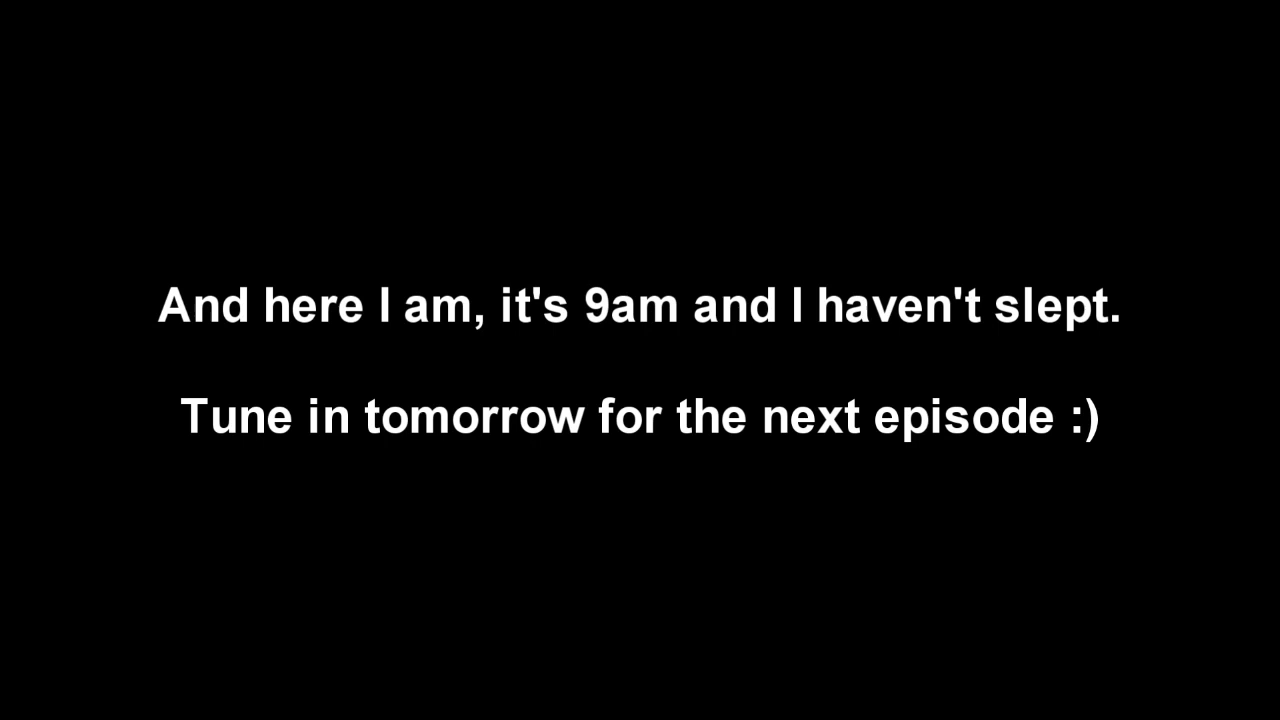 And here I am, it's 9am and I haven't slept.
Tune in tomorrow for the next episode :)